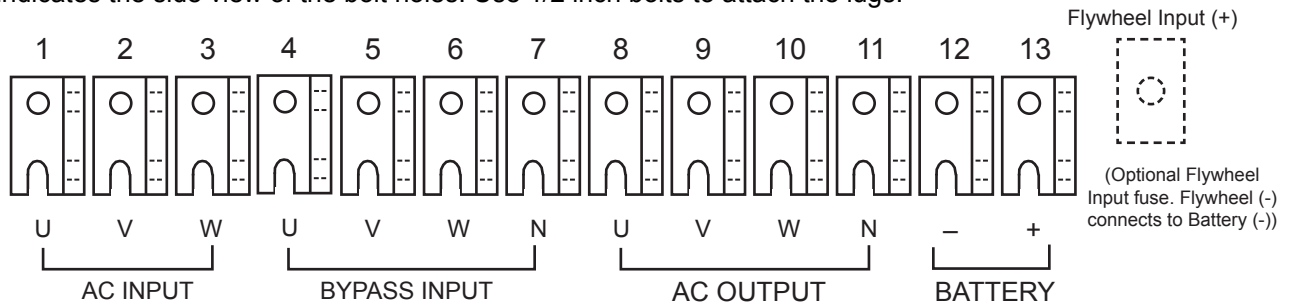 indicates the side view of the bolt holes. Use 1/2 inch bolts to attach the lugs.
Flywheel Input (+)
1 2 3 4 5 6 7 8 9 10 11 12 13
(Optional Flywheel
Input fuse. Flywheel (-)
connects to Battery (-))
U V W U V W N U V W N – +
AC INPUT BYPASS INPUT AC OUTPUT BATTERY